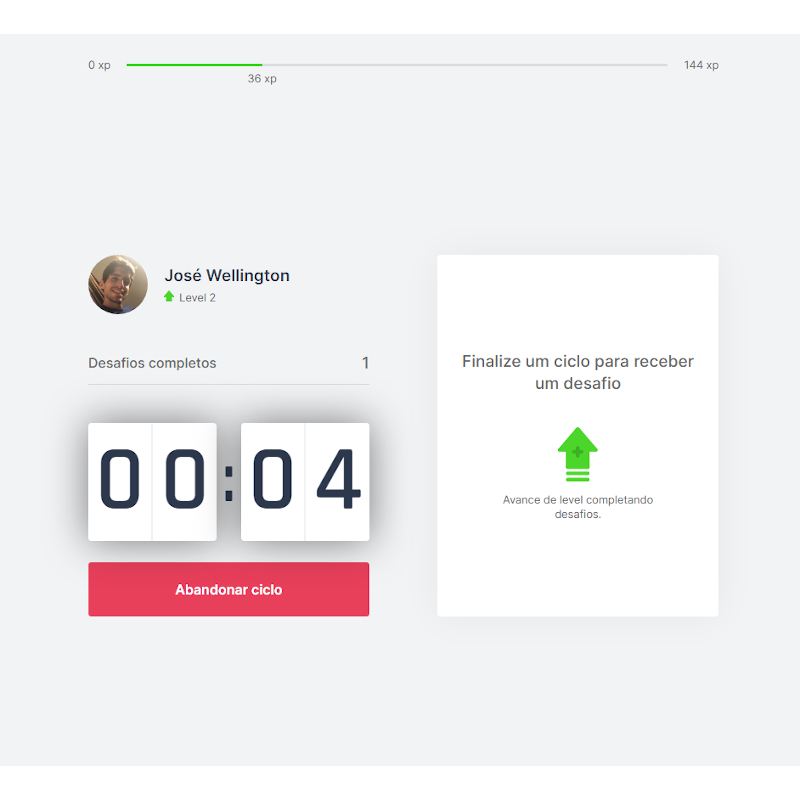 0 xp
36 xp
144 xp
José Wellington
Level 2
Desafios completos
1
00:04
Abandonar ciclo
Finalize um ciclo para receber
um desafio
Avance de level completando
desafios.